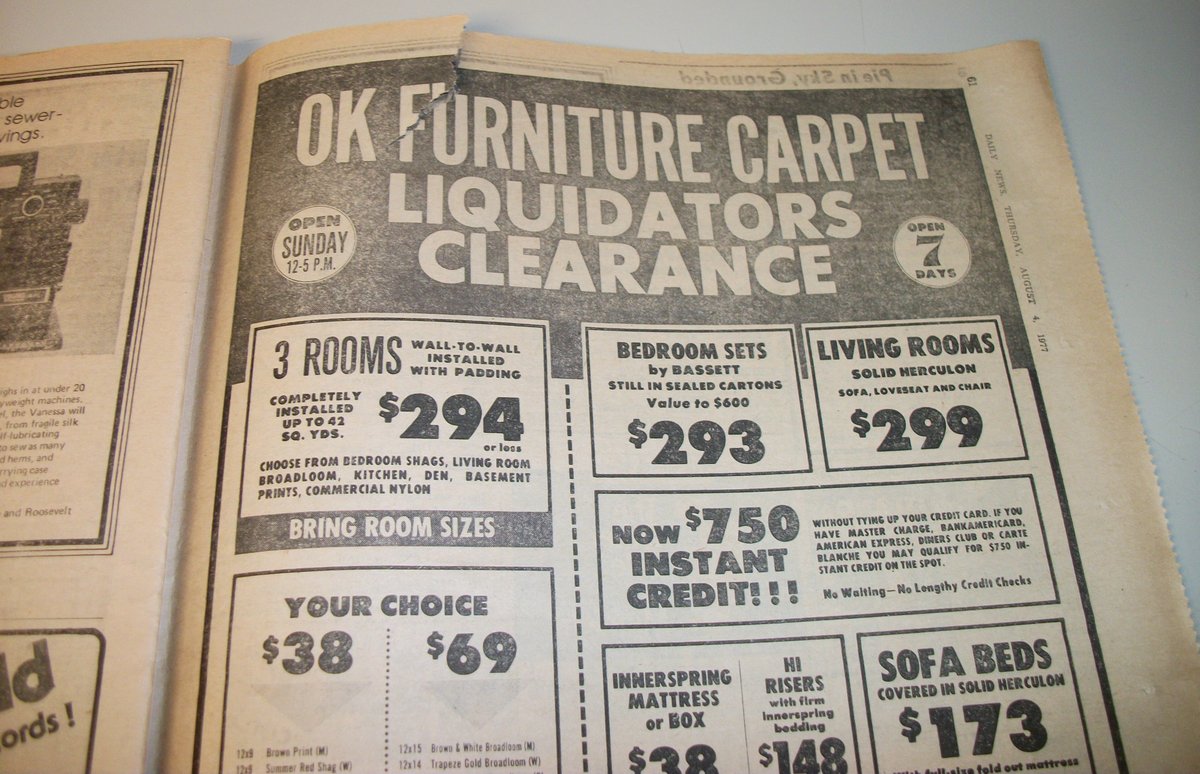 ble
sewer-
vings.
ighs in at under 20
yweight machines.
el, the Vanessa will
, from fragile silk
lf-lubricating
to sew as many
d hems, and
rrying case
d experience
and Roosevelt
ld
ords!
Pie in Sky, Grounded
61
DAILY NEWS, THURSDAY, AUGUST 4, 1977
OK FURNITURE CARPET
LIQUIDATORS
CLEARANCE
OPEN
SUNDAY
12-5 P.M.
OPEN
7
DAYS
3 ROOMS
WALL-TO-WALL
INSTALLED
WITH PADDING
COMPLETELY
INSTALLED
UP TO 42
SQ. YDS.
$294
or less
CHOOSE FROM BEDROOM SHAGS, LIVING ROOM
BROADLOOM, KITCHEN, DEN, BASEMENT
PRINTS, COMMERCIAL NYLON
BRING ROOM SIZES
YOUR CHOICE
$38
12x9 Brown Print (M)
12x9 Summer Red Shag (W)
$69
12x15 Brown & White Broadloom (M)
12x14 Trapeze Gold Broadloom (W)
BEDROOM SETS
by BASSETT
STILL IN SEALED CARTONS
Value to $600
$293
LIVING ROOMS
SOLID HERCULON
SOFA, LOVESEAT AND CHAIR
$299
Now $750
INSTANT
CREDIT!!!
WITHOUT TYING UP YOUR CREDIT CARD. IF YOU
HAVE MASTER CHARGE, BANKAMERICARD,
AMERICAN EXPRESS, DINERS CLUB OR CARTE
BLANCHE YOU MAY QUALIFY FOR $750 IN-
STANT CREDIT ON THE SPOT.
No Waiting—No Lengthy Credit Checks
INNERSPRING
MATTRESS
or BOX
$38
HI
RISERS
with firm
innerspring
bedding
$148
SOFA BEDS
COVERED IN SOLID HERCULON
$173
With full-size fold out mattress